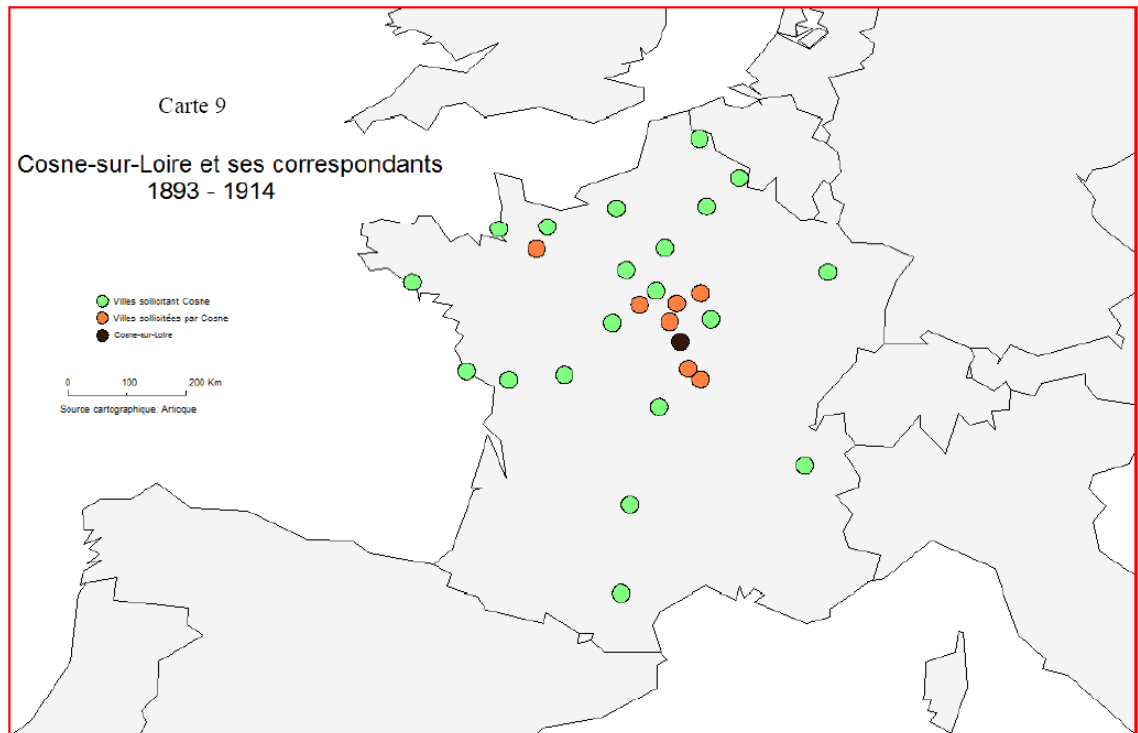 Carte 9
Cosne-sur-Loire et ses correspondants
1893 - 1914
Villes sollicitant Cosne
Villes sollicitées par Cosne
Cosne-sur-Loire
0 100 200 Km
Source cartographique: Articque